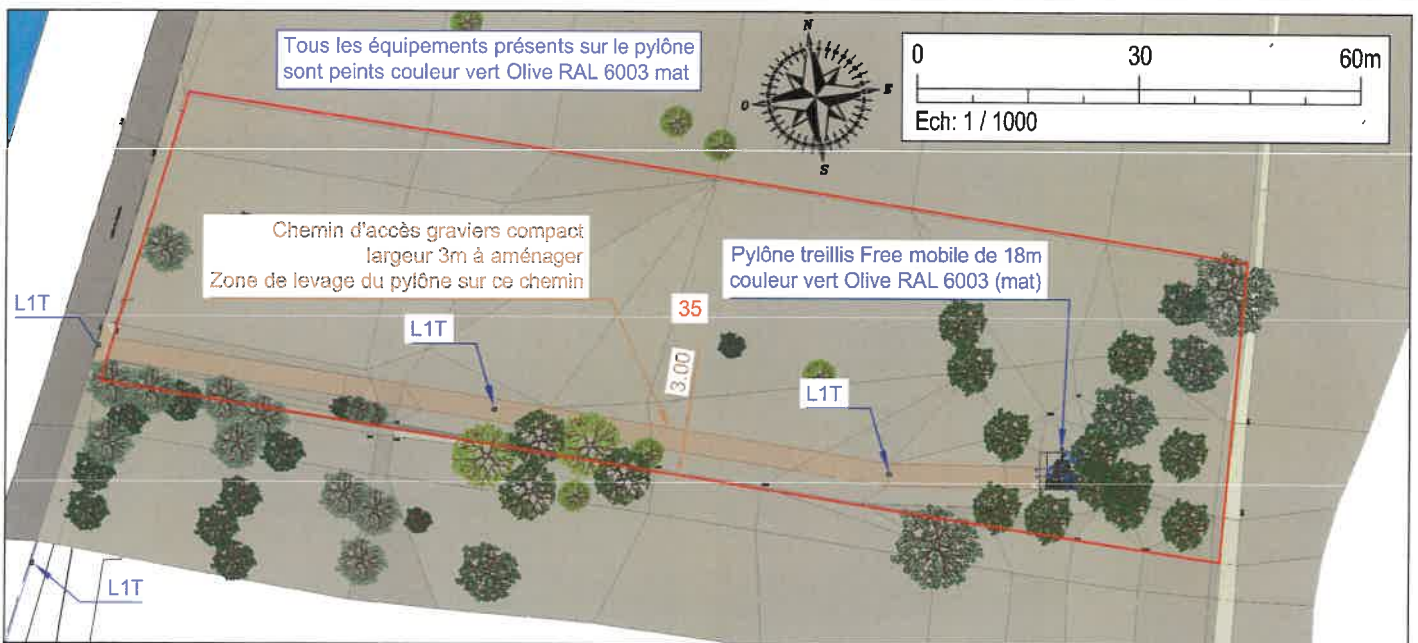 Tous les équipements présents sur le pylône
sont peints couleur vert Olive RAL 6003 mat
N
E
S
O
0 30 60m
Ech: 1 / 1000
Chemin d'accès graviers compact
largeur 3m à aménager
Zone de levage du pylône sur ce chemin
Pylône treillis Free mobile de 18m
couleur vert Olive RAL 6003 (mat)
L1T
L1T
35
3.00
L1T
L1T